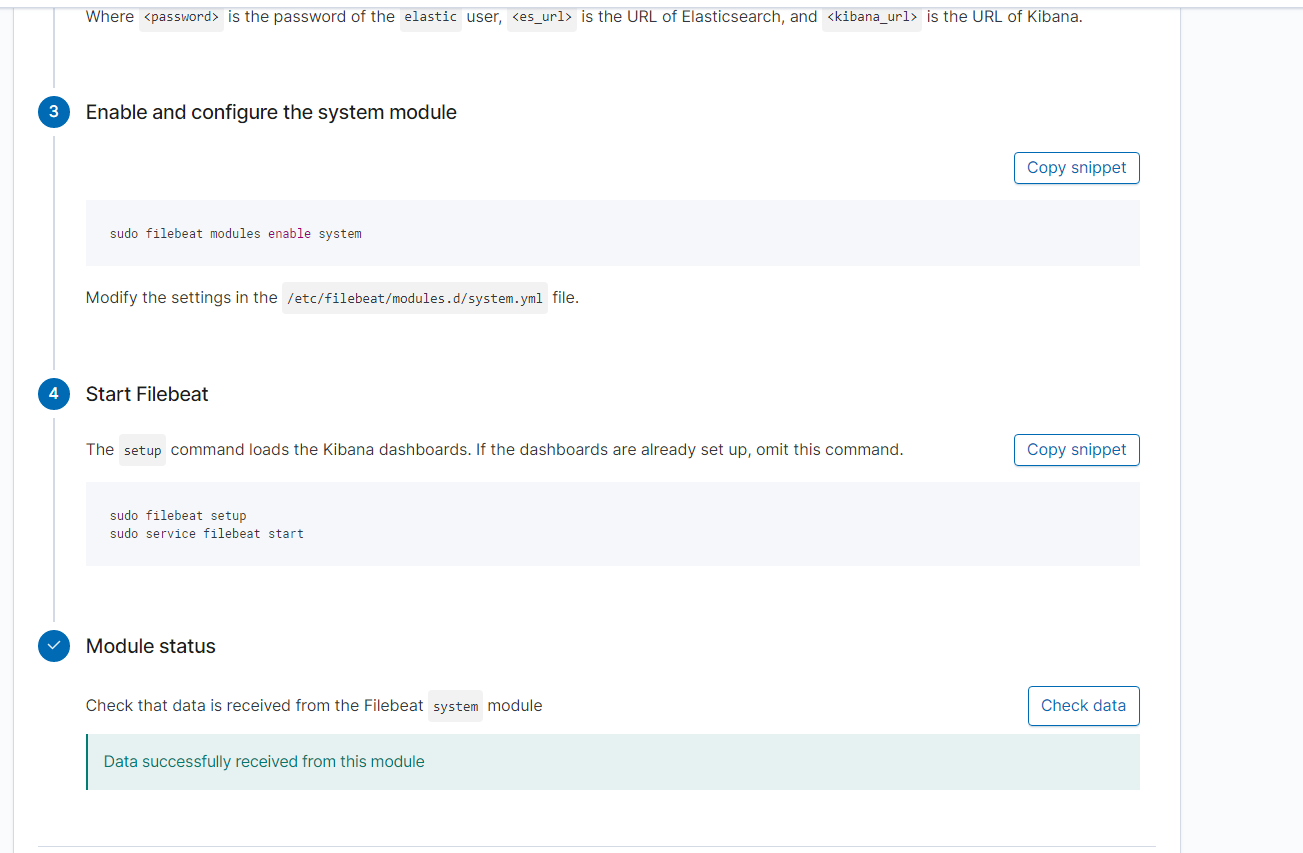 Where <password> is the password of the elastic user, <es_url> is the URL of Elasticsearch, and <kibana_url> is the URL of Kibana.
3 Enable and configure the system module
Copy snippet
sudo filebeat modules enable system
Modify the settings in the /etc/filebeat/modules.d/system.yml file.
4 Start Filebeat
The setup command loads the Kibana dashboards. If the dashboards are already set up, omit this command.
Copy snippet
sudo filebeat setup
sudo service filebeat start
Module status
Check that data is received from the Filebeat system module
Check data
Data successfully received from this module